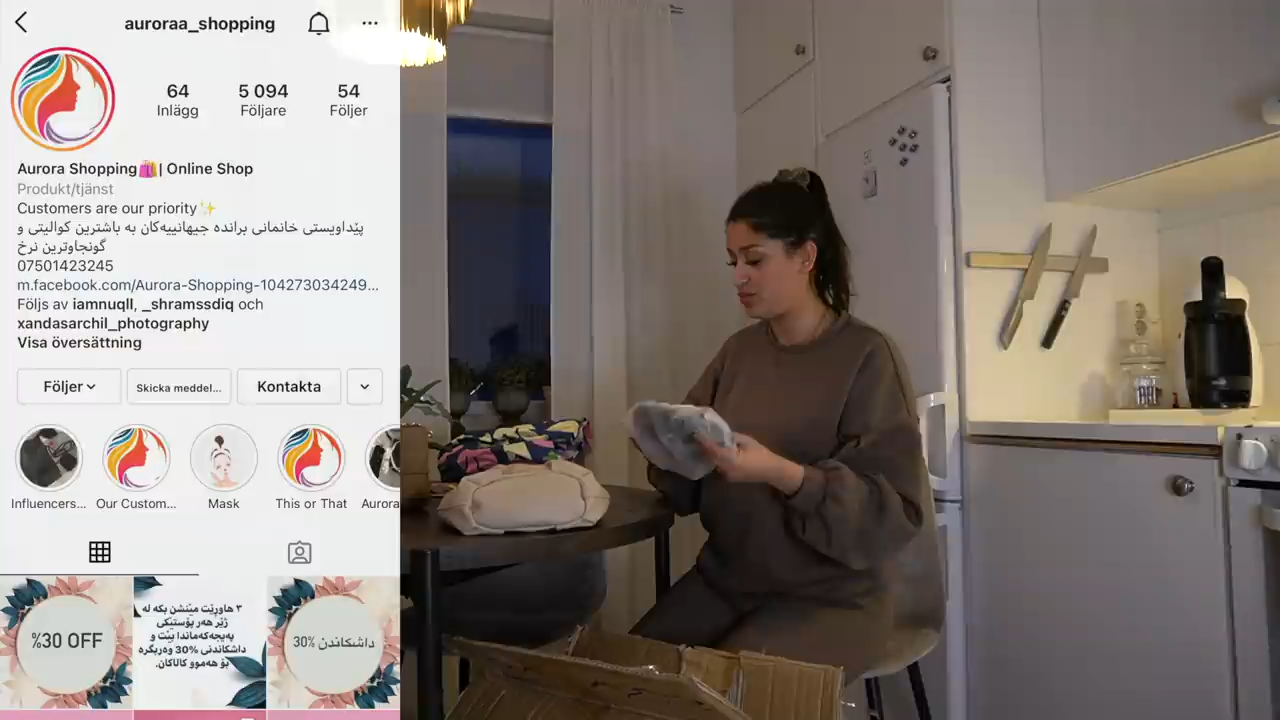 auroraa_shopping
64
5 094
54
Inlägg
Följare
Följer
Aurora Shopping🛍️| Online Shop
Produkt/tjänst
Customers are our priority✨
پێداویستی خانمانی براندە جیهانییەکان بە باشترین کوالیتی و
گونجاوترین نرخ
07501423245
m.facebook.com/Aurora-Shopping-104273034249...
Följs av iamnuqll, _shramssdiq och
xandasarchil_photography
Visa översättning
Följer
Skicka meddel...
Kontakta
Influencers...
Our Custom...
Mask
This or That
Aurora
%30 OFF
٣ هاوڕێت مێنشن بکە لە
ژێر هەر پۆستێکی
پەیجەکەماندا بێت و
داشکاندنی %30 وەربگرە
بۆ هەموو کاڵاکان.
داشکاندن %30